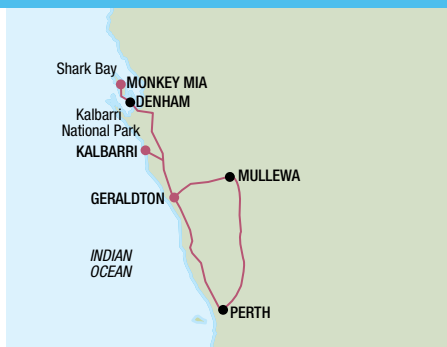 Shark Bay
MONKEY MIA
DENHAM
Kalbarri
National Park
KALBARRI
MULLEWA
GERALDTON
INDIAN
OCEAN
PERTH